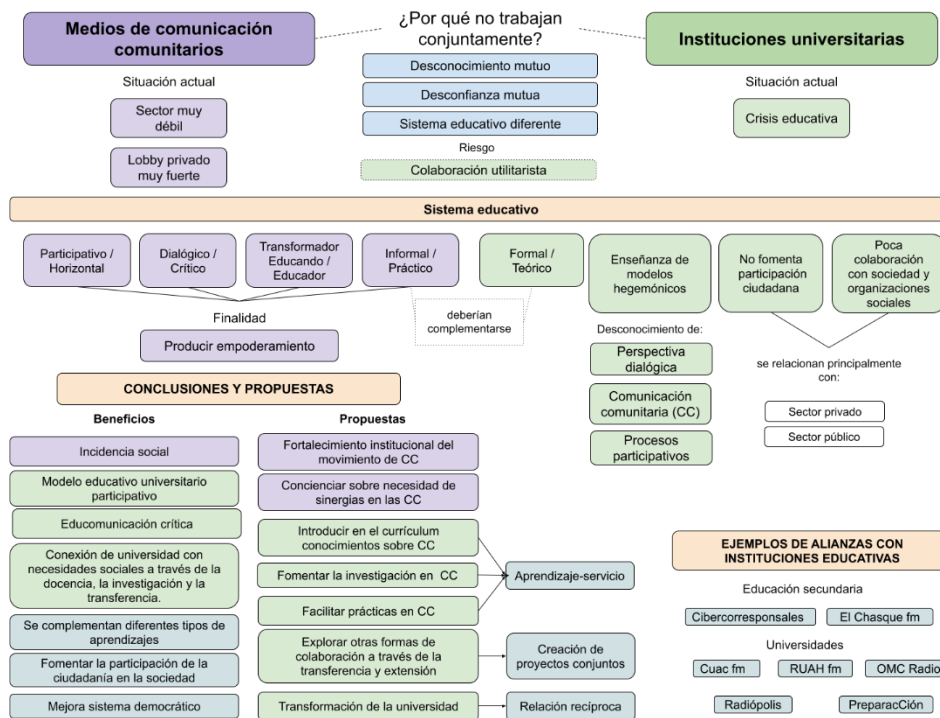 Medios de comunicación
comunitarios
¿Por qué no trabajan
conjuntamente?
Instituciones universitarias
Situación actual
Sector muy
débil
Lobby privado
muy fuerte
Desconocimiento mutuo
Desconfianza mutua
Sistema educativo diferente
Riesgo
Colaboración utilitarista
Situación actual
Crisis educativa
Sistema educativo
Participativo /
Horizontal
Dialógico /
Crítico
Transformador
Educando /
Educador
Informal /
Práctico
Formal /
Teórico
Enseñanza de
modelos
hegemónicos
No fomenta
participación
ciudadana
Poca
colaboración
con sociedad y
organizaciones
sociales
Finalidad
Producir empoderamiento
deberían
complementarse
Desconocimiento de:
Perspectiva
dialógica
Comunicación
comunitaria (CC)
Procesos
participativos
se relacionan principalmente
con:
Sector privado
Sector público
CONCLUSIONES Y PROPUESTAS
Beneficios
Incidencia social
Modelo educativo universitario
participativo
Educomunicación crítica
Conexión de universidad con
necesidades sociales a través de la
docencia, la investigación y la
transferencia.
Se complementan diferentes tipos de
aprendizajes
Fomentar la participación de la
ciudadanía en la sociedad
Mejora sistema democrático
Propuestas
Fortalecimiento institucional del
movimiento de CC
Concienciar sobre necesidad de
sinergias en las CC
Introducir en el currículum
conocimientos sobre CC
Fomentar la investigación en CC
Facilitar prácticas en CC
Explorar otras formas de
colaboración a través de la
transferencia y extensión
Transformación de la universidad
Aprendizaje-servicio
Creación de
proyectos conjuntos
Relación recíproca
EJEMPLOS DE ALIANZAS CON
INSTITUCIONES EDUCATIVAS
Educación secundaria
Cibercorresponsales
El Chasque fm
Universidades
Cuac fm
RUAH fm
OMC Radio
Radiópolis
PreparacCión